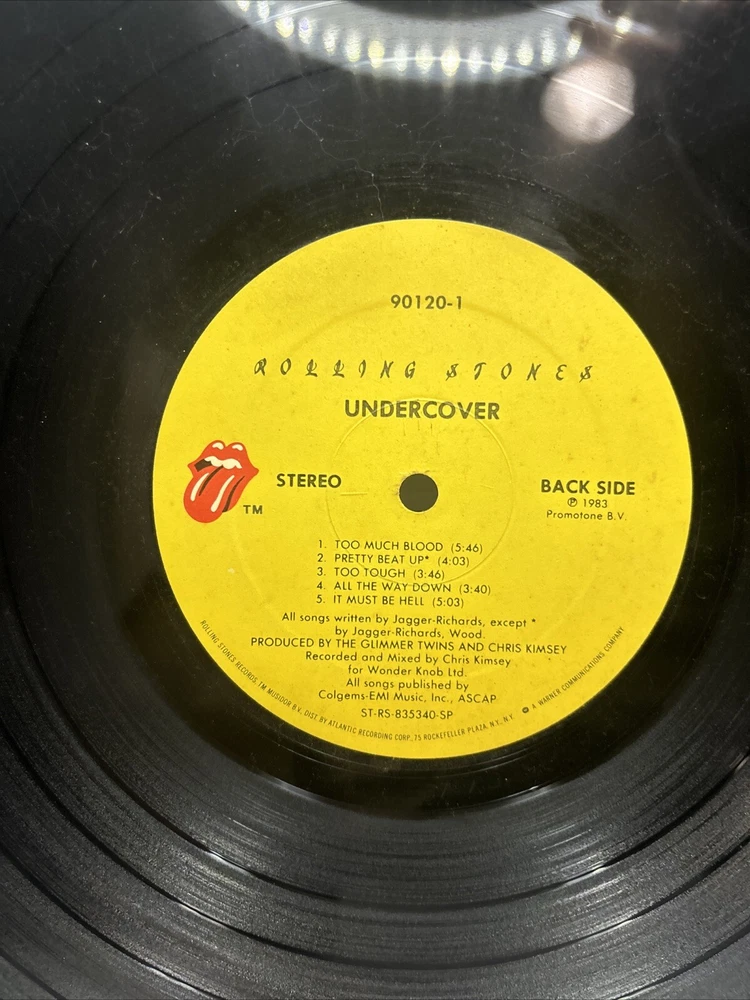 90120-1
ROLLING STONES
UNDERCOVER
STEREO
TM
BACK SIDE
Ⓟ 1983
Promotone B.V.
1. TOO MUCH BLOOD (5:46)
2. PRETTY BEAT UP* (4:03)
3. TOO TOUGH (3:46)
4. ALL THE WAY DOWN (3:40)
5. IT MUST BE HELL (5:03)
All songs written by Jagger-Richards, except *
by Jagger-Richards, Wood.
PRODUCED BY THE GLIMMER TWINS AND CHRIS KIMSEY
Recorded and Mixed by Chris Kimsey
for Wonder Knob Ltd.
All songs published by
Colgems-EMI Music, Inc., ASCAP
ST-RS-835340-SP
ROLLING STONES RECORDS, TM MUSIDOR B.V. DIST. BY ATLANTIC RECORDING CORP., 75 ROCKEFELLER PLAZA, N.Y., N.Y. A WARNER COMMUNICATIONS COMPANY